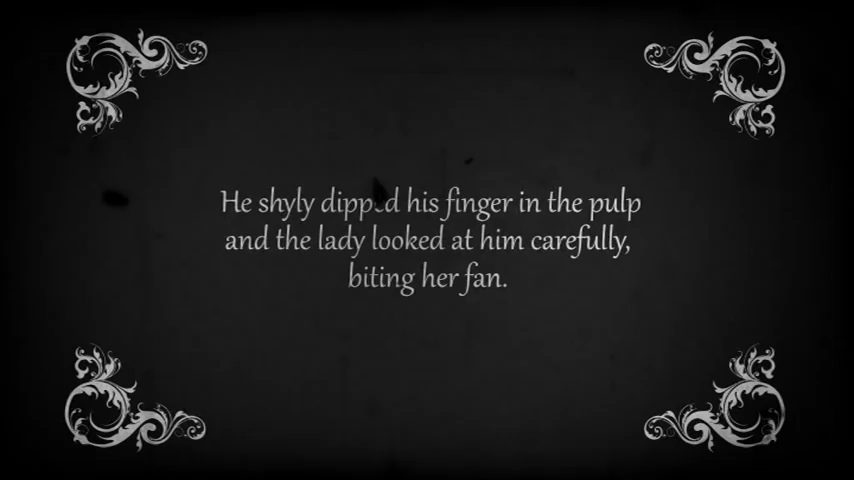 He shyly dipped his finger in the pulp
and the lady looked at him carefully,
biting her fan.